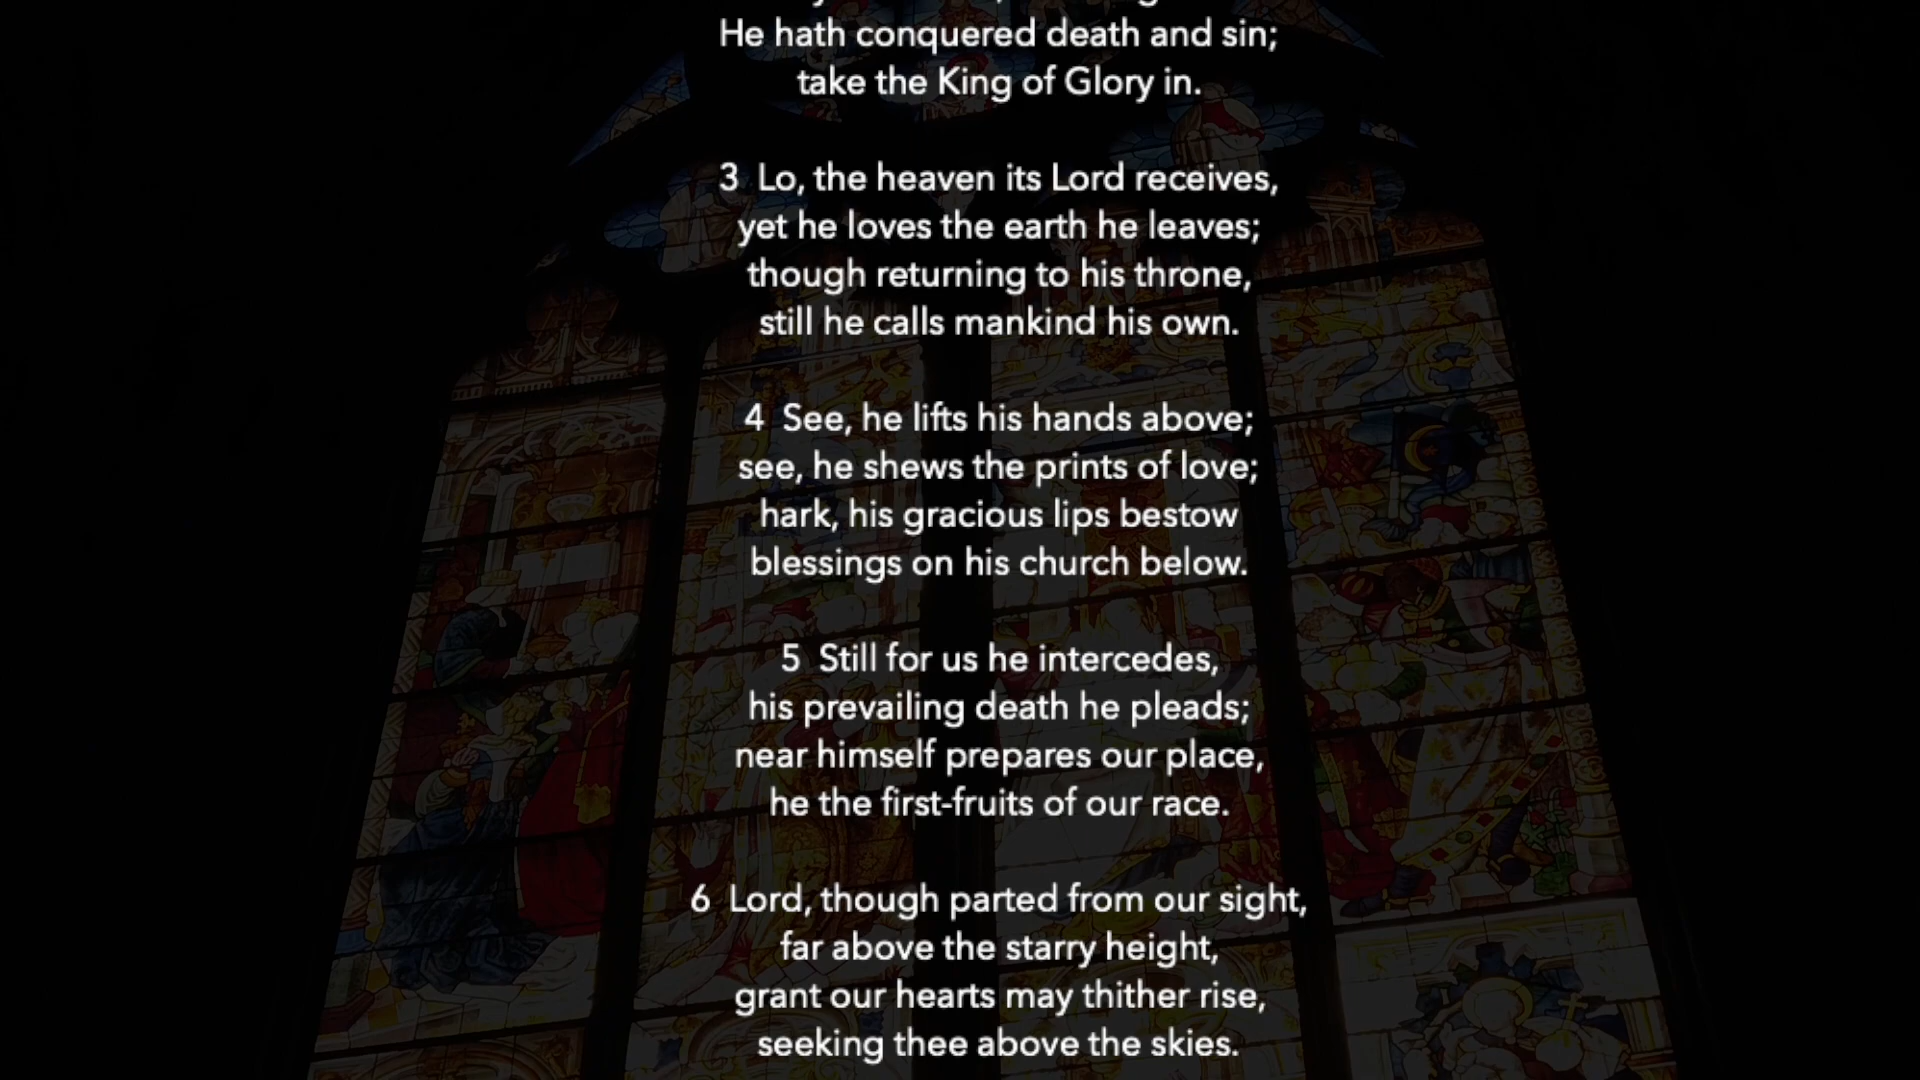 He hath conquered death and sin;
take the King of Glory in.
3 Lo, the heaven its Lord receives,
yet he loves the earth he leaves;
though returning to his throne,
still he calls mankind his own.
4 See, he lifts his hands above;
see, he shews the prints of love;
hark, his gracious lips bestow
blessings on his church below.
5 Still for us he intercedes,
his prevailing death he pleads;
near himself prepares our place,
he the first-fruits of our race.
6 Lord, though parted from our sight,
far above the starry height,
grant our hearts may thither rise,
seeking thee above the skies.